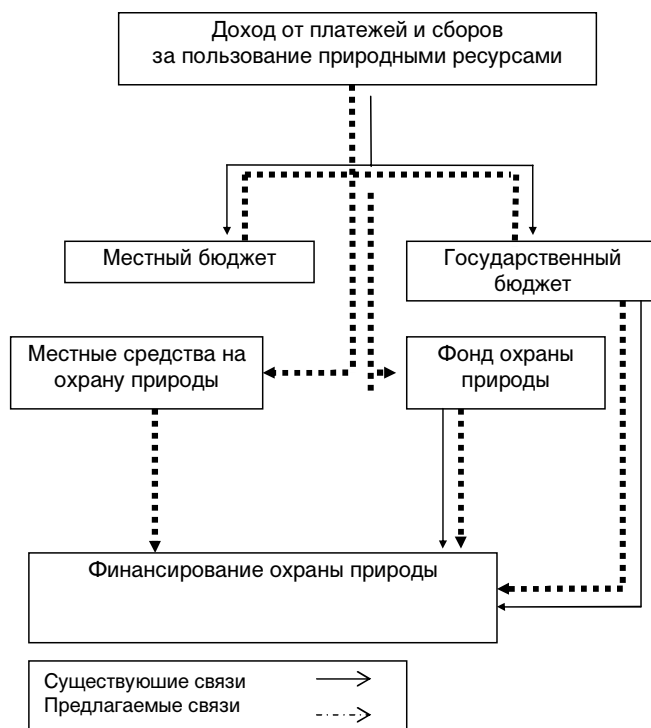 Доход от платежей и сборов
за пользование природными ресурсами
Местный бюджет
Государственный
бюджет
Местные средства на
охрану природы
Фонд охраны
природы
Финансирование охраны природы
Существуюшие связи
Предлагаемые связи